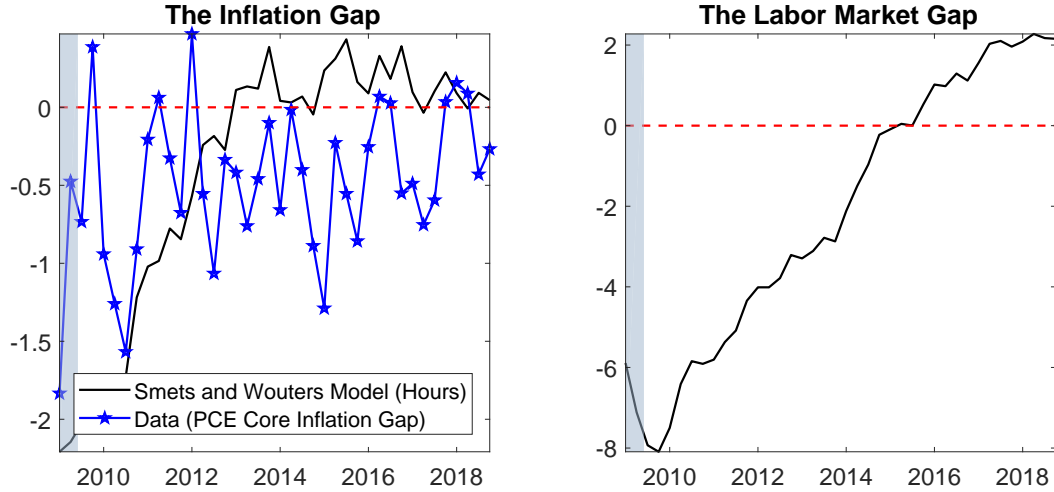 The Inflation Gap
0
-0.5
-1
-1.5
-2
Smets and Wouters Model (Hours)
Data (PCE Core Inflation Gap)
2010 2012 2014 2016 2018
The Labor Market Gap
2
0
-2
-4
-6
-8
2010 2012 2014 2016 2018